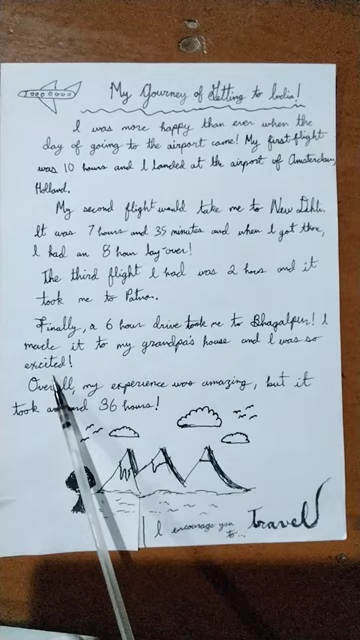 My Journey of Getting to India!
I was more happy than ever when the
day of going to the airport came! My first flight
was 10 hours and I landed at the airport of Amsterdam,
Holland.
My second flight would take me to New Delhi.
It was 7 hours and 35 minutes and when I got there,
I had an 8 hour lay-over!
The third flight I had was 2 hours and it
took me to Patna.
Finally, a 6 hour drive took me to Bhagalpur! I
made it to my grandpa's house and I was so
excited!
Overall, my experience was amazing, but it
took around 36 hours!
I encourage you
to...
Travel